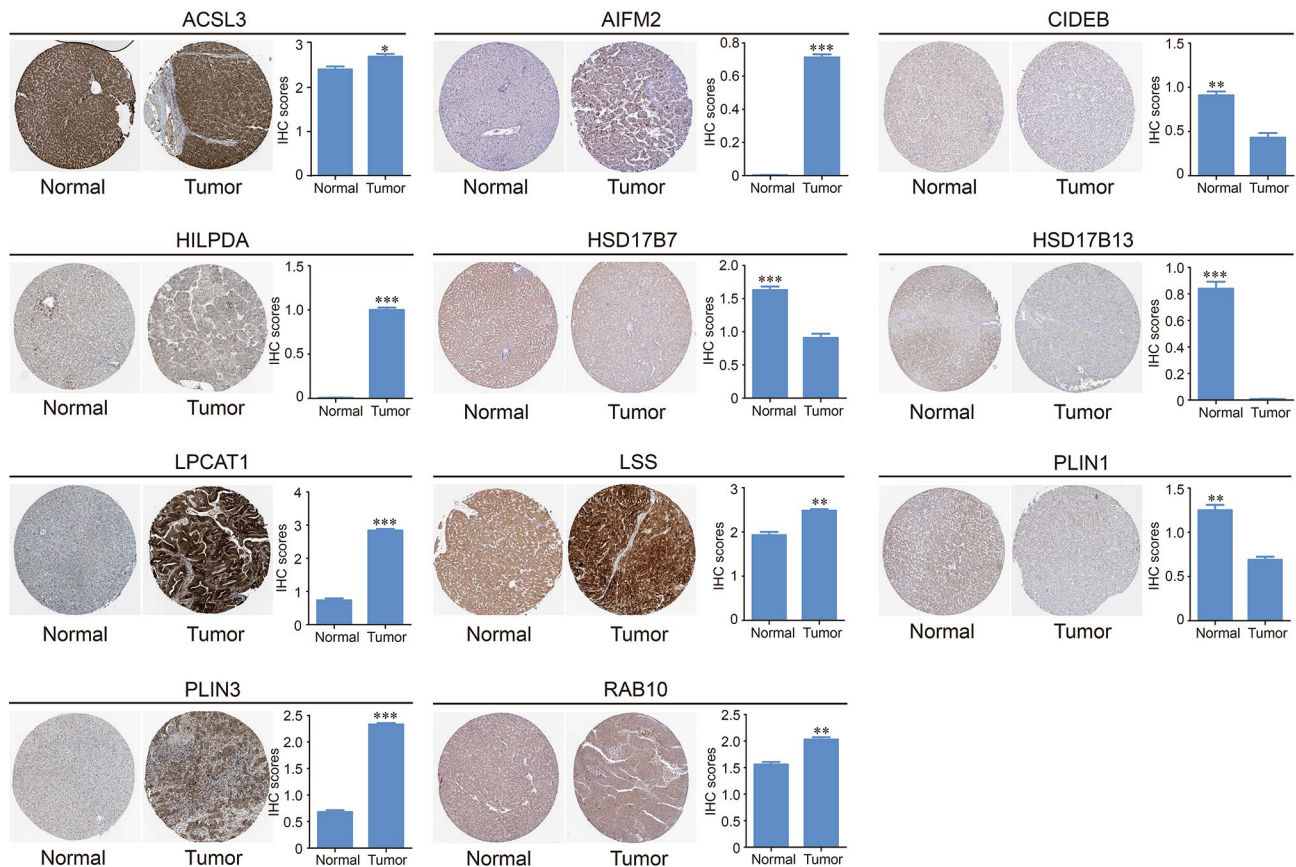 ACSL3
AIFM2
CIDEB
IHC scores
3
2
1
0
*
Normal
Tumor
Normal
Tumor
IHC scores
0.8
0.6
0.4
0.2
0
***
Normal
Tumor
Normal
Tumor
IHC scores
1.5
1.0
0.5
0
**
Normal
Tumor
Normal
Tumor
HILPDA
HSD17B7
HSD17B13
IHC scores
1.5
1.0
0.5
0
***
Normal
Tumor
Normal
Tumor
IHC scores
2.0
1.5
1.0
0.5
0
***
Normal
Tumor
Normal
Tumor
IHC scores
1.0
0.8
0.6
0.4
0.2
0
***
Normal
Tumor
Normal
Tumor
LPCAT1
LSS
PLIN1
IHC scores
4
3
2
1
0
***
Normal
Tumor
Normal
Tumor
IHC scores
3
2
1
0
**
Normal
Tumor
Normal
Tumor
IHC scores
1.5
1.0
0.5
0
**
Normal
Tumor
Normal
Tumor
PLIN3
RAB10
IHC scores
2.5
2.0
1.5
1.0
0.5
0
***
Normal
Tumor
Normal
Tumor
IHC scores
2.5
2.0
1.5
1.0
0.5
0
**
Normal
Tumor
Normal
Tumor